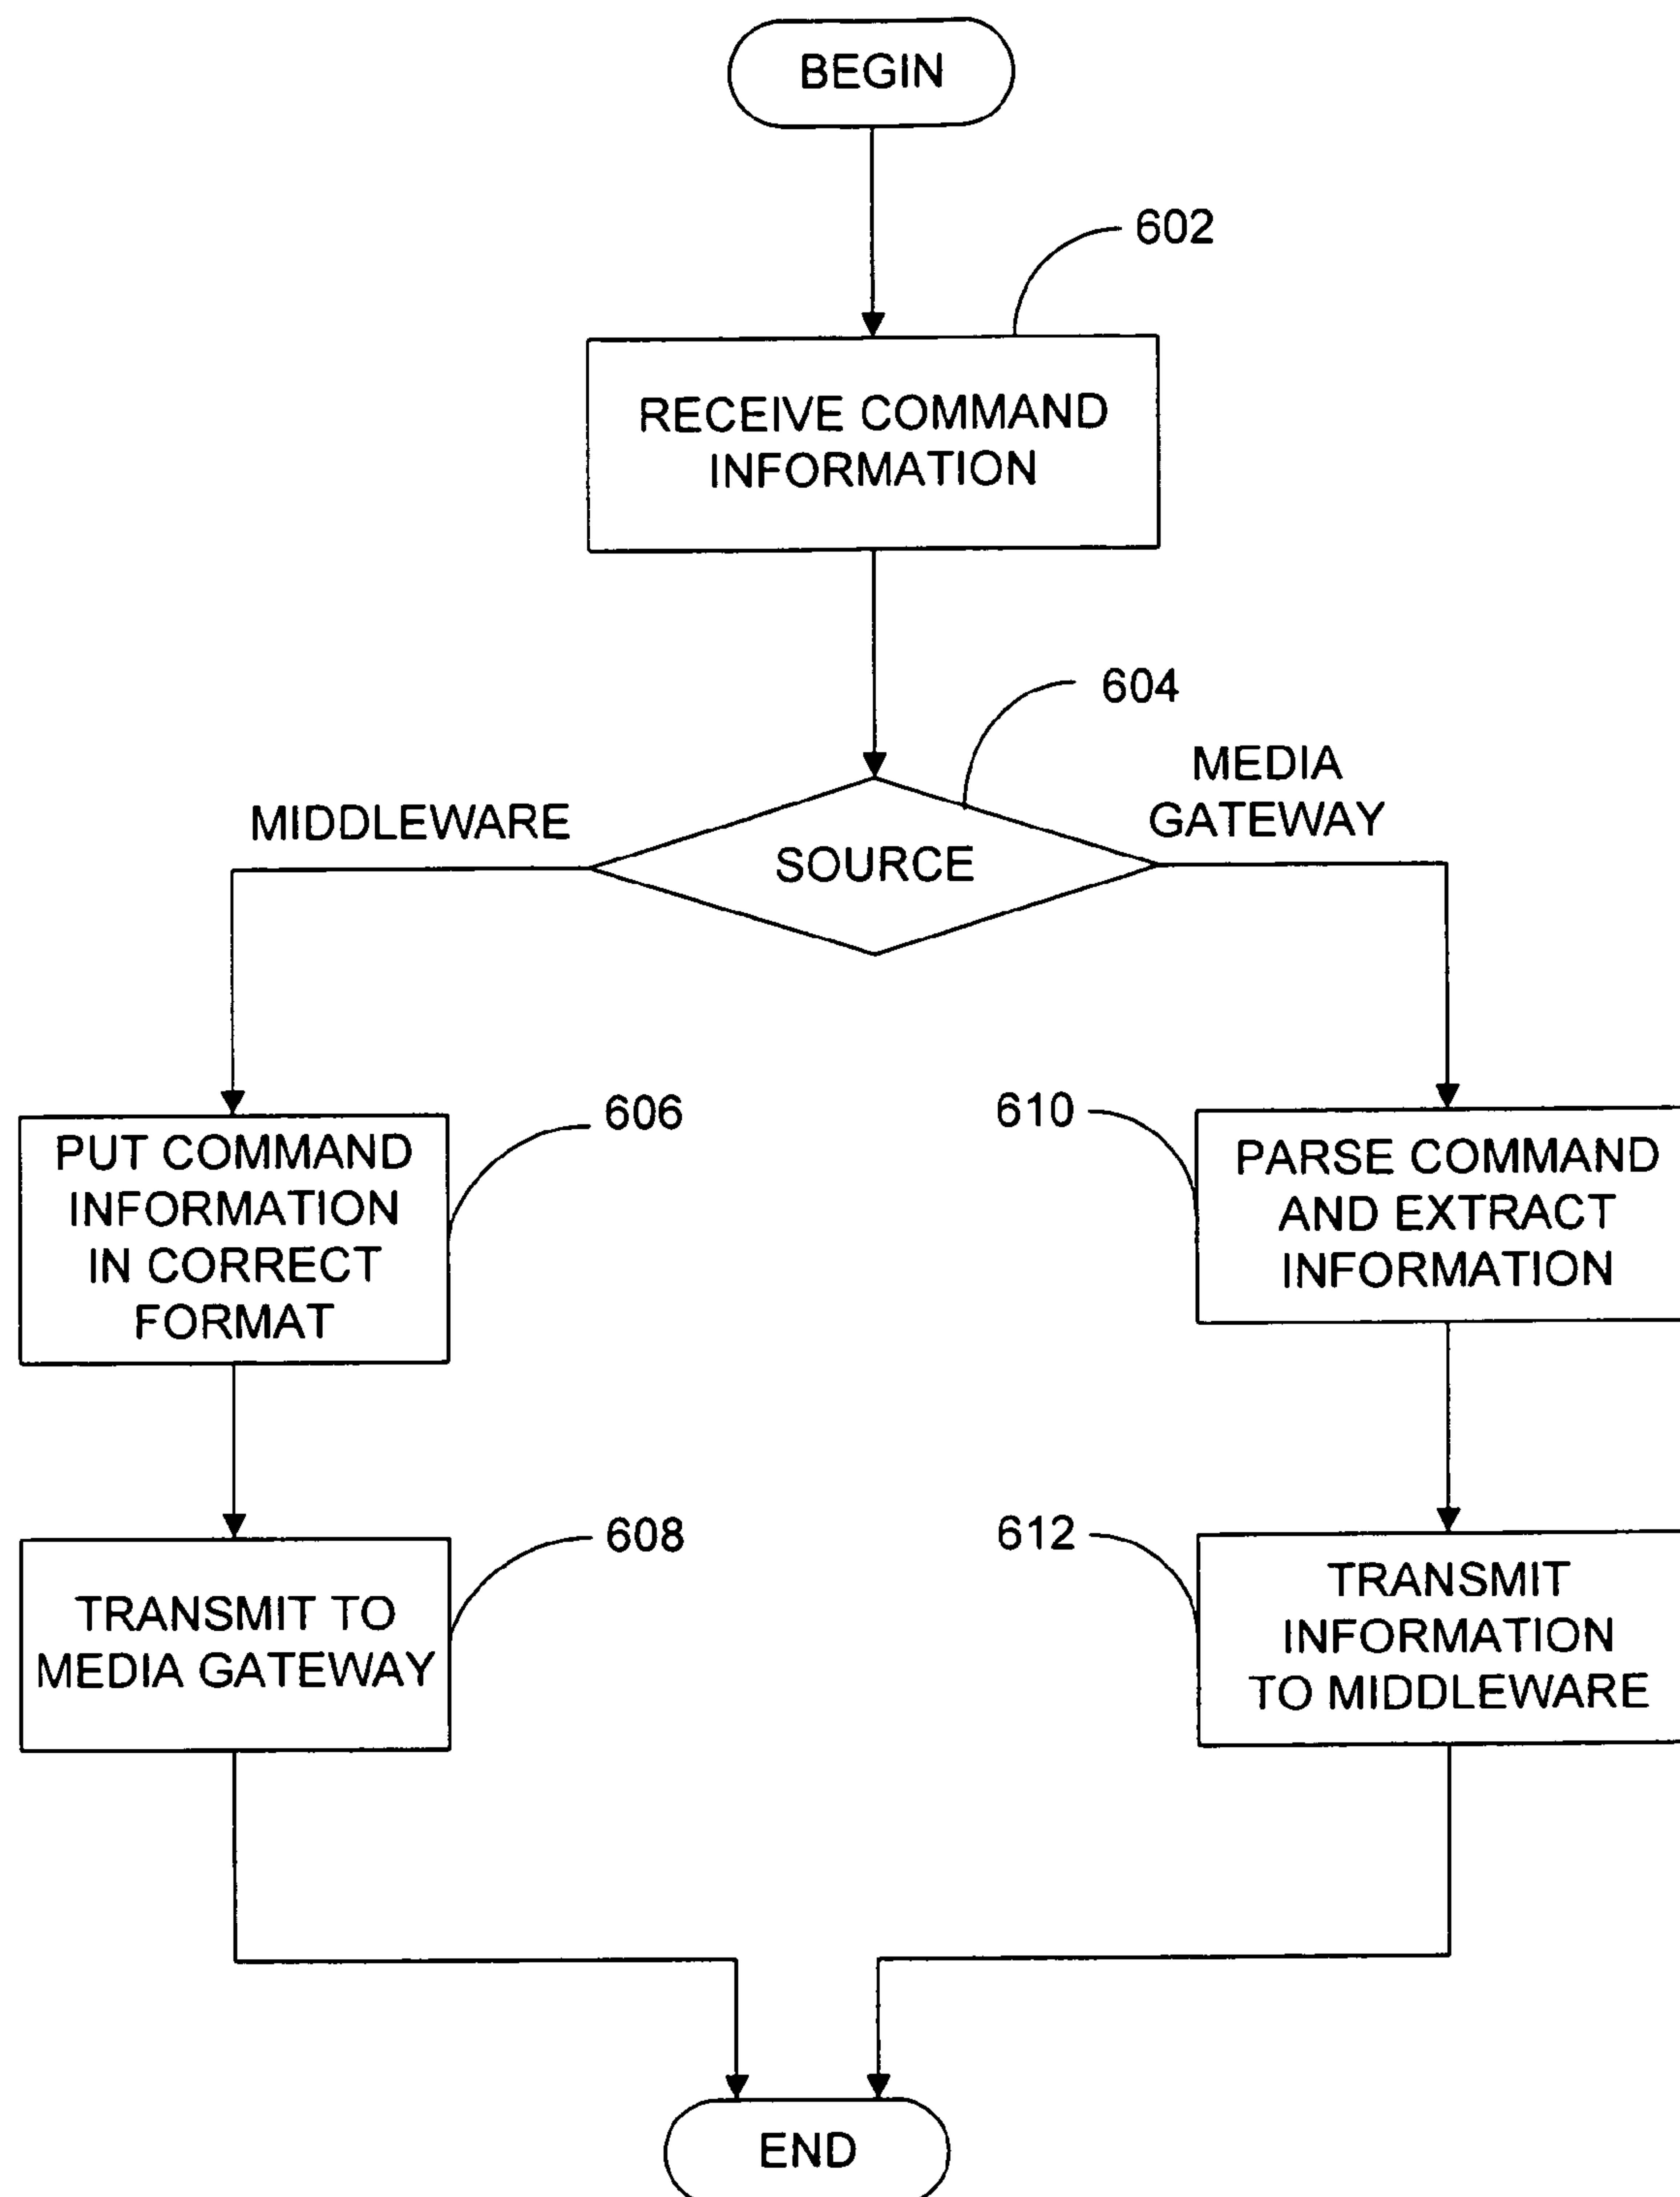 BEGIN
602
RECEIVE COMMAND
INFORMATION
604
MIDDLEWARE
MEDIA
GATEWAY
SOURCE
PUT COMMAND
INFORMATION
IN CORRECT
FORMAT
606
610
PARSE COMMAND
AND EXTRACT
INFORMATION
TRANSMIT TO
MEDIA GATEWAY
608
612
TRANSMIT
INFORMATION
TO MIDDLEWARE
END